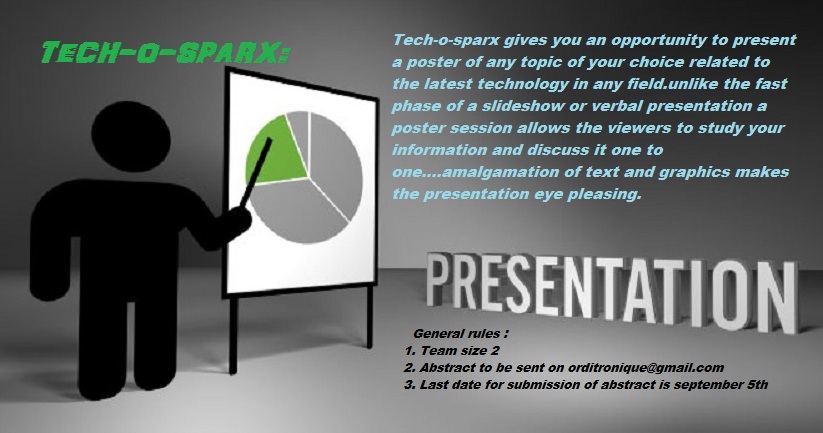 Tech-o-sparx:
Tech-o-sparx gives you an opportunity to present
a poster of any topic of your choice related to
the latest technology in any field.unlike the fast
phase of a slideshow or verbal presentation a
poster session allows the viewers to study your
information and discuss it one to
one....amalgamation of text and graphics makes
the presentation eye pleasing.
PRESENTATION
General rules :
1. Team size 2
2. Abstract to be sent on orditronique@gmail.com
3. Last date for submission of abstract is september 5th